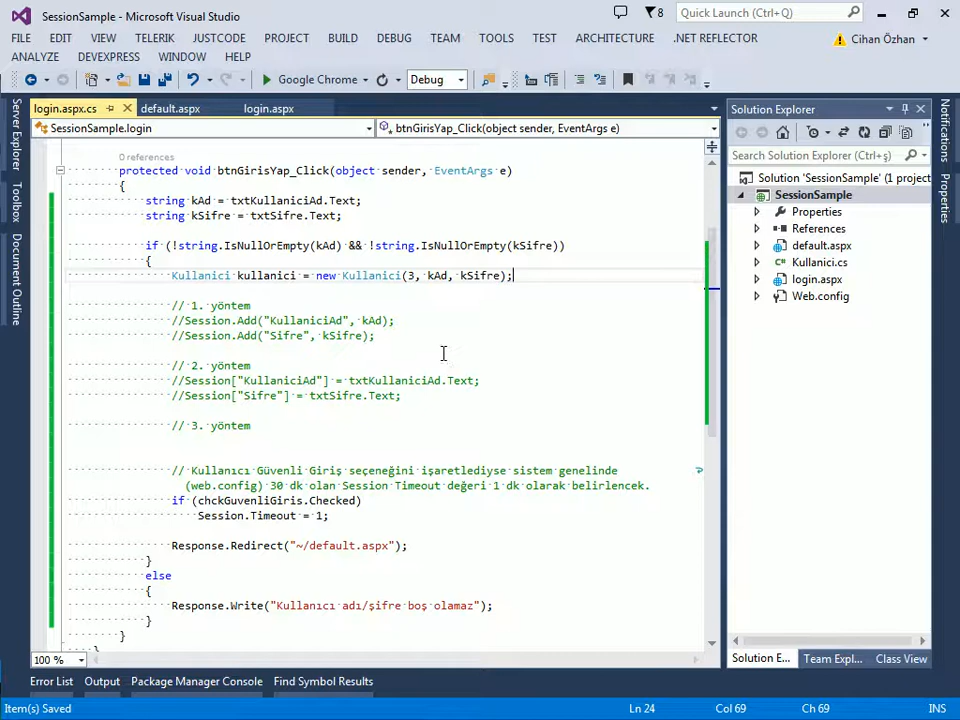 SessionSample - Microsoft Visual Studio
8
Quick Launch (Ctrl+Q)
FILE EDIT VIEW TELERIK JUSTCODE PROJECT BUILD DEBUG TEAM TOOLS TEST ARCHITECTURE .NET REFLECTOR
Cihan Özhan
ANALYZE DEVEXPRESS WINDOW HELP
Google Chrome
Debug
Server Explorer
Toolbox
Document Outline
login.aspx.cs
default.aspx
login.aspx
SessionSample.login
btnGirisYap_Click(object sender, EventArgs e)
0 references
protected void btnGirisYap_Click(object sender, EventArgs e)
{
string kAd = txtKullaniciAd.Text;
string kSifre = txtSifre.Text;
if (!string.IsNullOrEmpty(kAd) && !string.IsNullOrEmpty(kSifre))
{
Kullanici kullanici = new Kullanici(3, kAd, kSifre);
// 1. yöntem
//Session.Add("KullaniciAd", kAd);
//Session.Add("Sifre", kSifre);
// 2. yöntem
//Session["KullaniciAd"] = txtKullaniciAd.Text;
//Session["Sifre"] = txtSifre.Text;
// 3. yöntem
// Kullanıcı Güvenli Giriş seçeneğini işaretlediyse sistem genelinde
(web.config) 30 dk olan Session Timeout değeri 1 dk olarak belirlencek.
if (chckGuvenliGiris.Checked)
Session.Timeout = 1;
Response.Redirect("~/default.aspx");
}
else
{
Response.Write("Kullanıcı adı/şifre boş olamaz");
}
}
100 %
Solution Explorer
Search Solution Explorer (Ctrl+ş)
Solution 'SessionSample' (1 project
SessionSample
Properties
References
default.aspx
Kullanici.cs
login.aspx
Web.config
Solution E...
Team Expl...
Class View
Notifications
Properties
Error List
Output
Package Manager Console
Find Symbol Results
Item(s) Saved
Ln 24
Col 69
Ch 69
INS